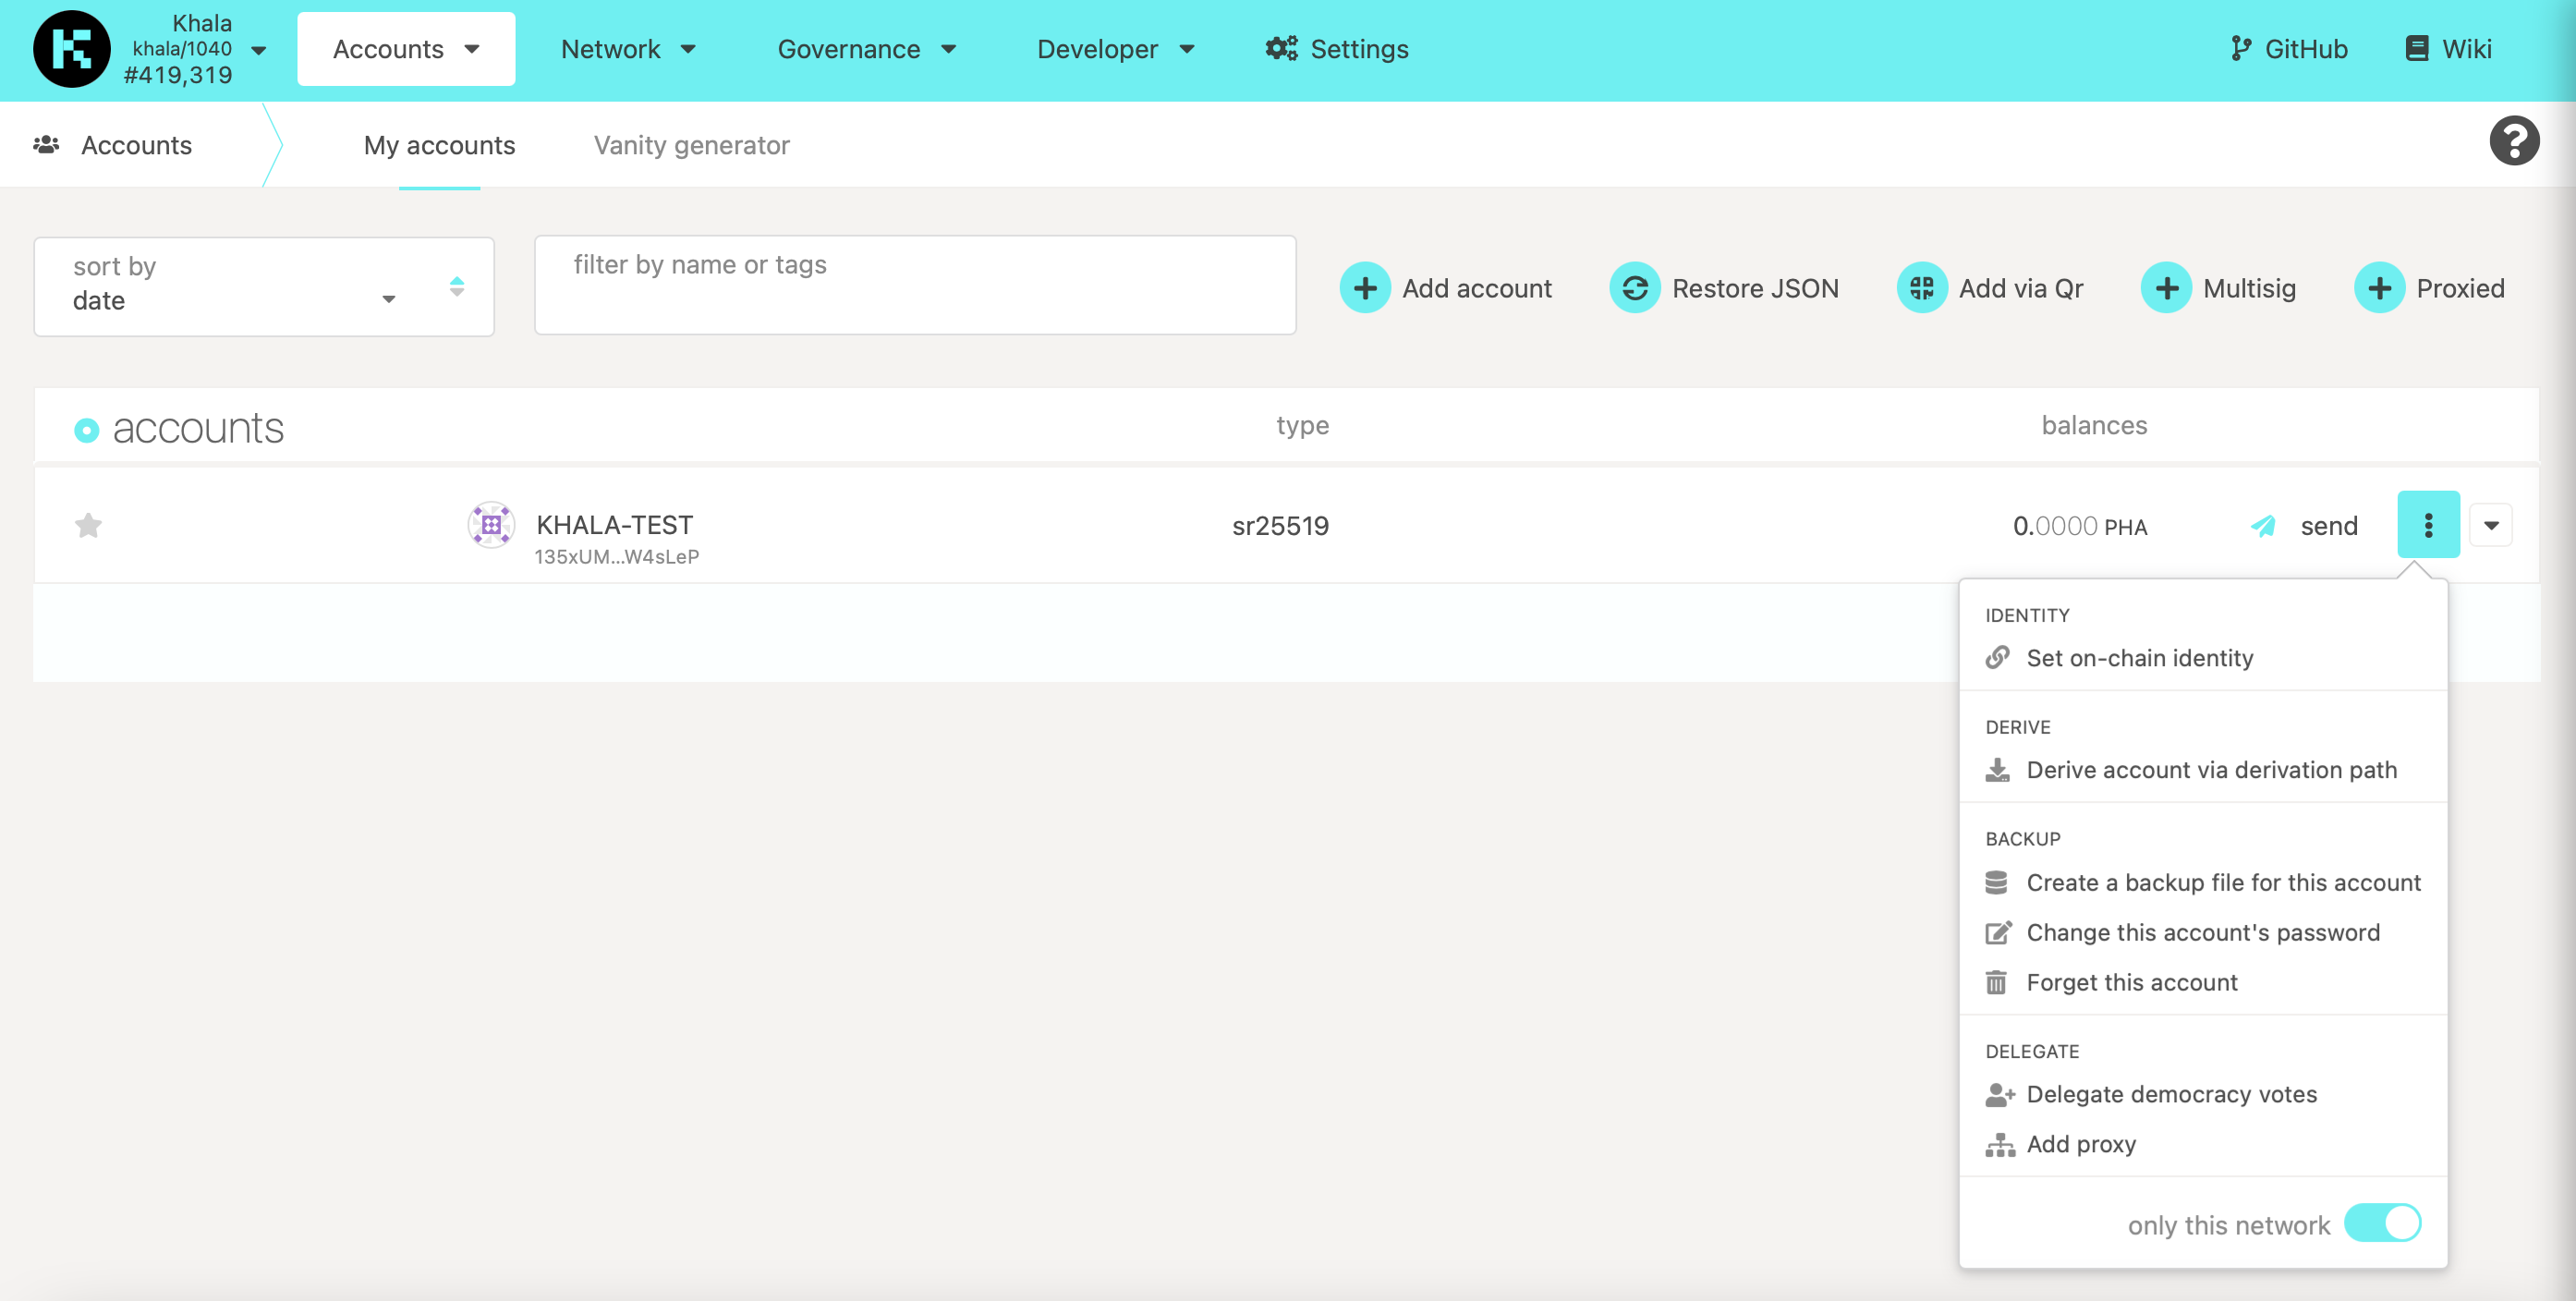 Khala
khala/1040
#419,319
Accounts
Network
Governance
Developer
Settings
GitHub
Wiki
Accounts
My accounts
Vanity generator
sort by
date
filter by name or tags
Add account
Restore JSON
Add via Qr
Multisig
Proxied
accounts
type
balances
KHALA-TEST
135xUM...W4sLeP
sr25519
0.0000 PHA
send
IDENTITY
Set on-chain identity
DERIVE
Derive account via derivation path
BACKUP
Create a backup file for this account
Change this account's password
Forget this account
DELEGATE
Delegate democracy votes
Add proxy
only this network